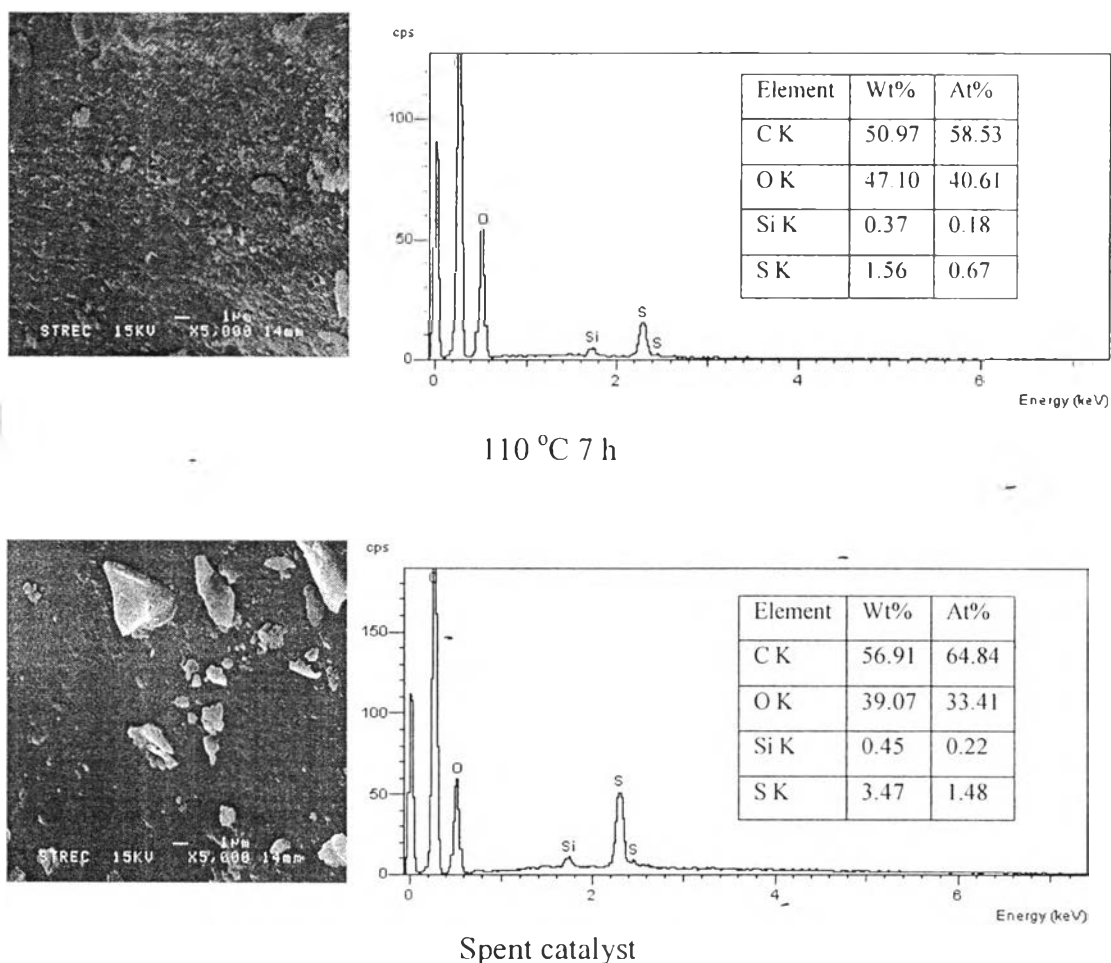 cps
100
50
0
O
Si
S
S
0
2
4
6
Energy (keV)
Element Wt% At%
C K 50.97 58.53
O K 47.10 40.61
Si K 0.37 0.18
S K 1.56 0.67
STREC 15KV X5,000 14mm
1µm
110 °C 7 h
cps
150
100
50
0
O
Si
S
S
0
2
4
6
Energy (keV)
Element Wt% At%
C K 56.91 64.84
O K 39.07 33.41
Si K 0.45 0.22
S K 3.47 1.48
STREC 15KV X5,000 14mm
1µm
Spent catalyst